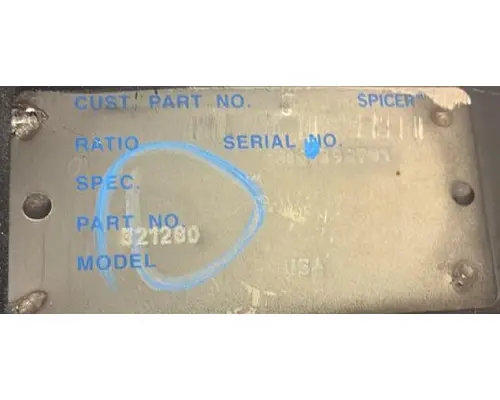 CUST. PART NO. SPICER®
RATIO SERIAL NO.
SPEC.
PART NO.
321280
MODEL
USA